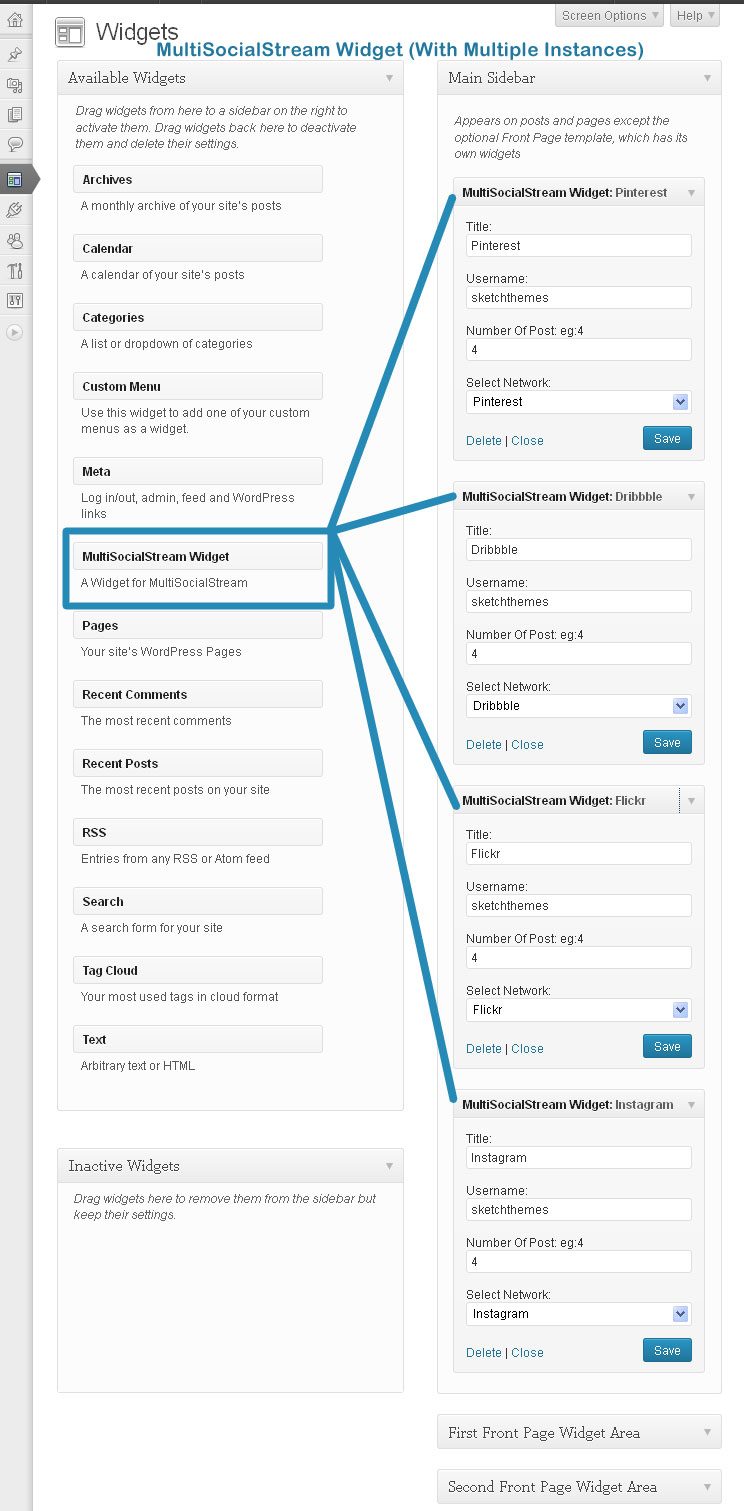 Screen Options
Help
Widgets
MultiSocialStream Widget (With Multiple Instances)
Available Widgets
Drag widgets from here to a sidebar on the right to
activate them. Drag widgets back here to deactivate
them and delete their settings.
Archives
A monthly archive of your site's posts
Calendar
A calendar of your site's posts
Categories
A list or dropdown of categories
Custom Menu
Use this widget to add one of your custom
menus as a widget.
Meta
Log in/out, admin, feed and WordPress
links
MultiSocialStream Widget
A Widget for MultiSocialStream
Pages
Your site's WordPress Pages
Recent Comments
The most recent comments
Recent Posts
The most recent posts on your site
RSS
Entries from any RSS or Atom feed
Search
A search form for your site
Tag Cloud
Your most used tags in cloud format
Text
Arbitrary text or HTML
Inactive Widgets
Drag widgets here to remove them from the sidebar but
keep their settings.
Main Sidebar
Appears on posts and pages except the
optional Front Page template, which has its
own widgets
MultiSocialStream Widget: Pinterest
Title:
Pinterest
Username:
sketchthemes
Number Of Post: eg:4
4
Select Network:
Pinterest
Delete | Close
Save
MultiSocialStream Widget: Dribbble
Title:
Dribbble
Username:
sketchthemes
Number Of Post: eg:4
4
Select Network:
Dribbble
Delete | Close
Save
MultiSocialStream Widget: Flickr
Title:
Flickr
Username:
sketchthemes
Number Of Post: eg:4
4
Select Network:
Flickr
Delete | Close
Save
MultiSocialStream Widget: Instagram
Title:
Instagram
Username:
sketchthemes
Number Of Post: eg:4
4
Select Network:
Instagram
Delete | Close
Save
First Front Page Widget Area
Second Front Page Widget Area